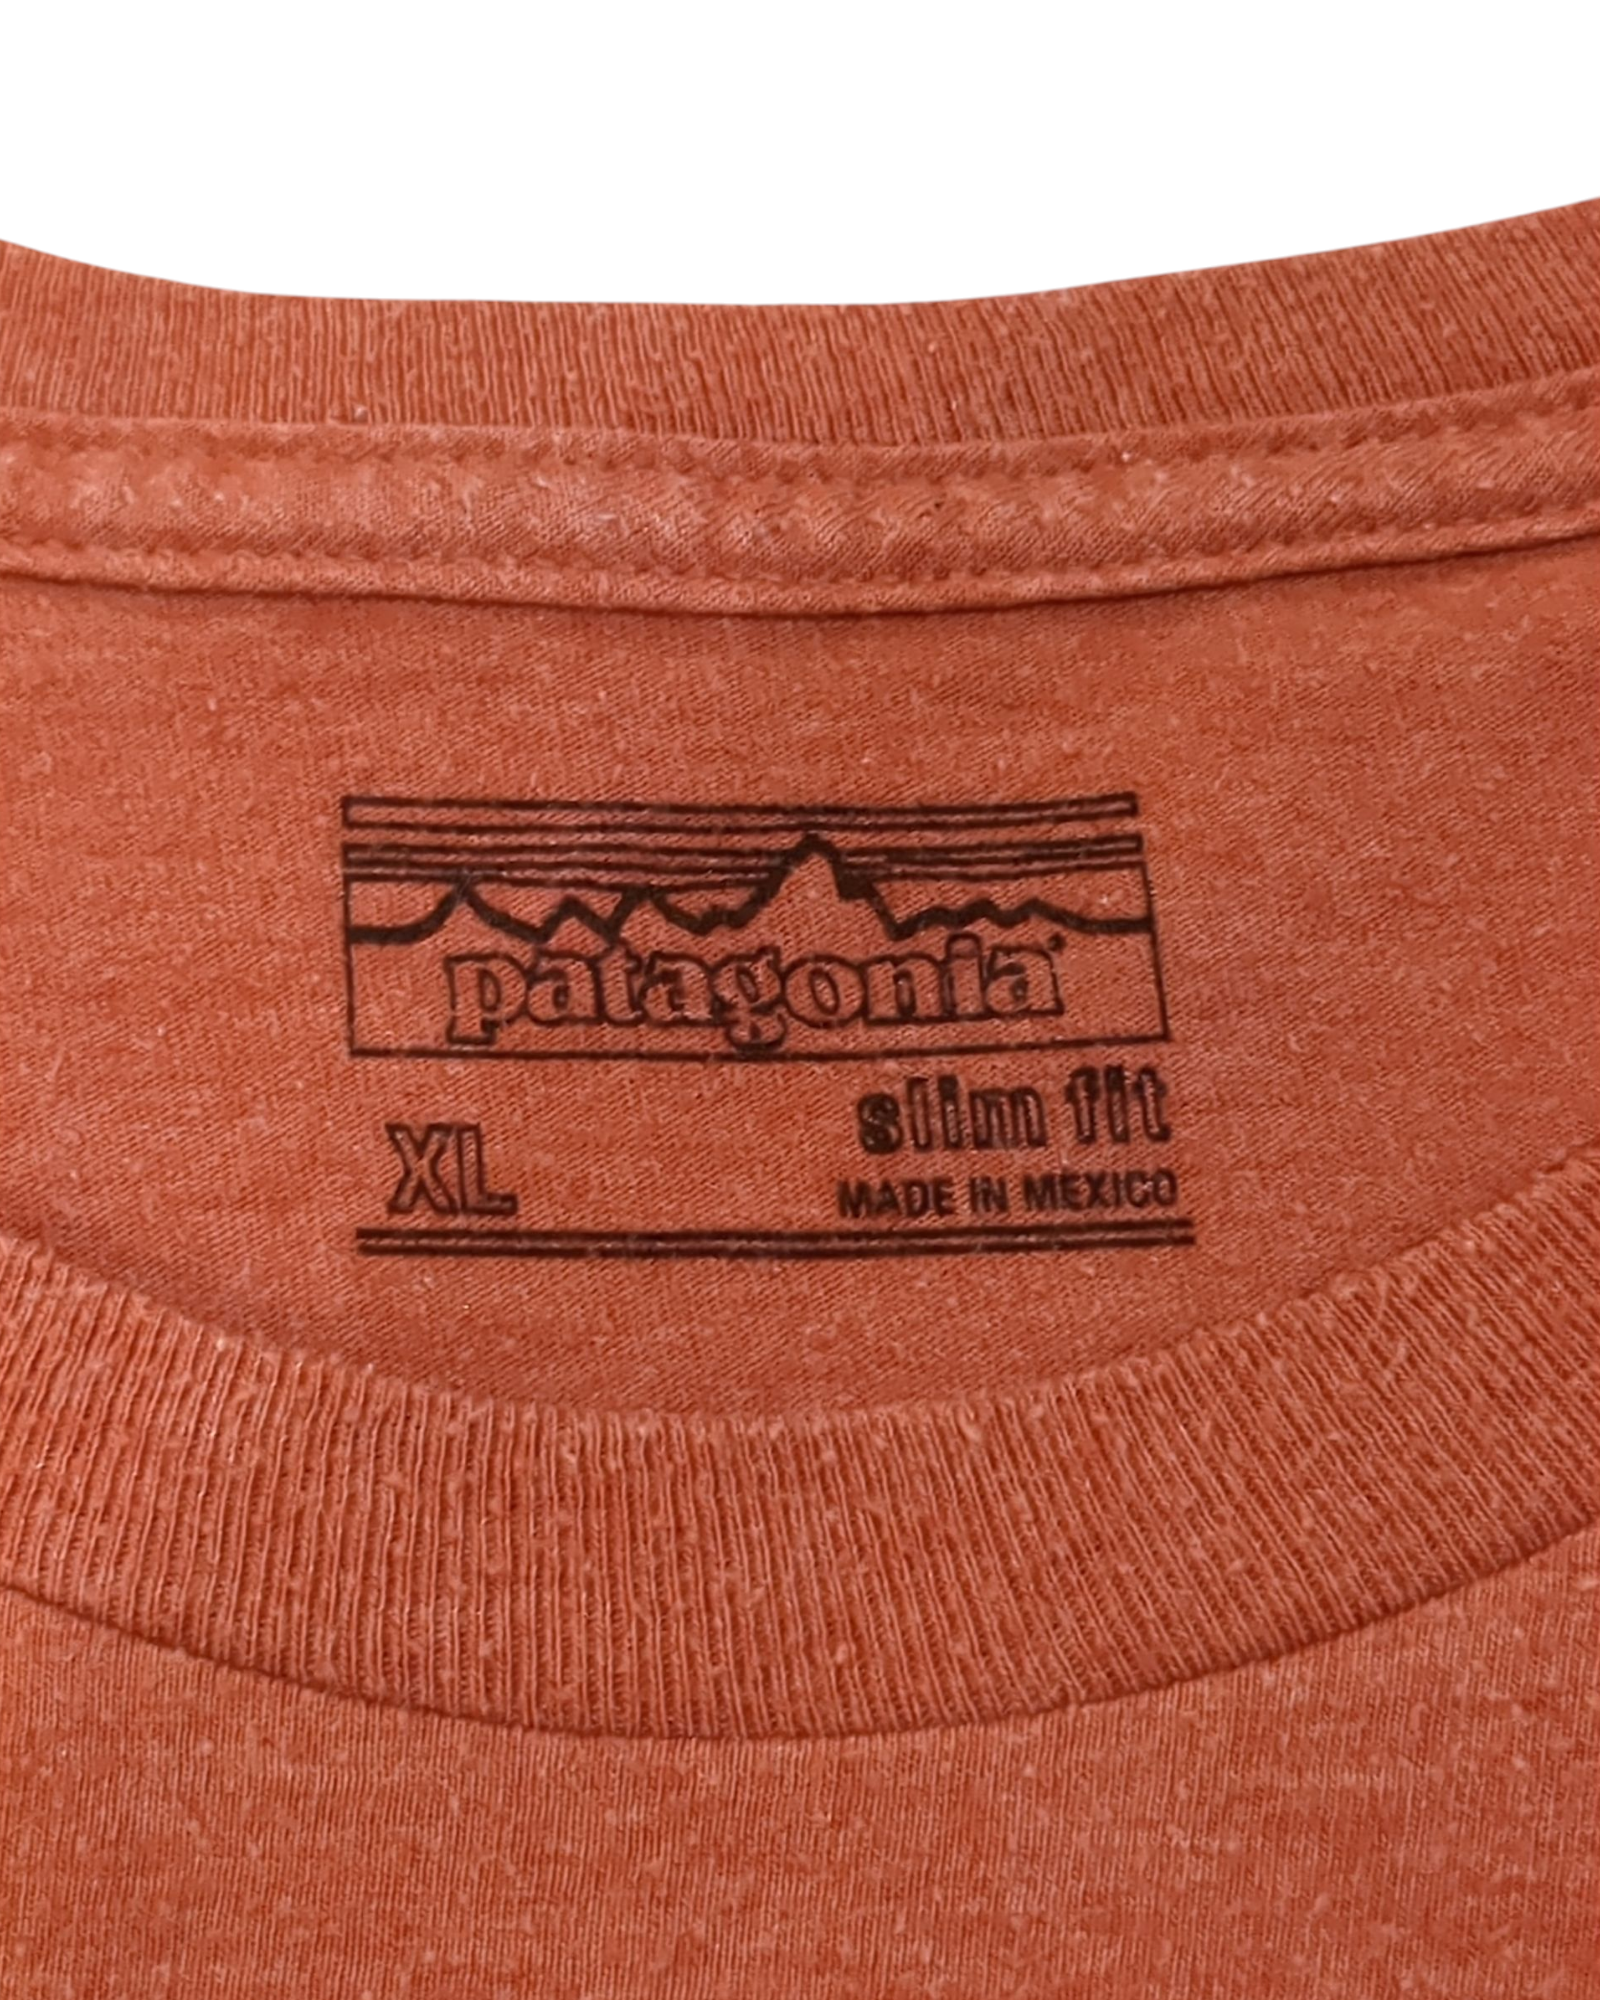 patagonia®
slim fit
XL
MADE IN MEXICO